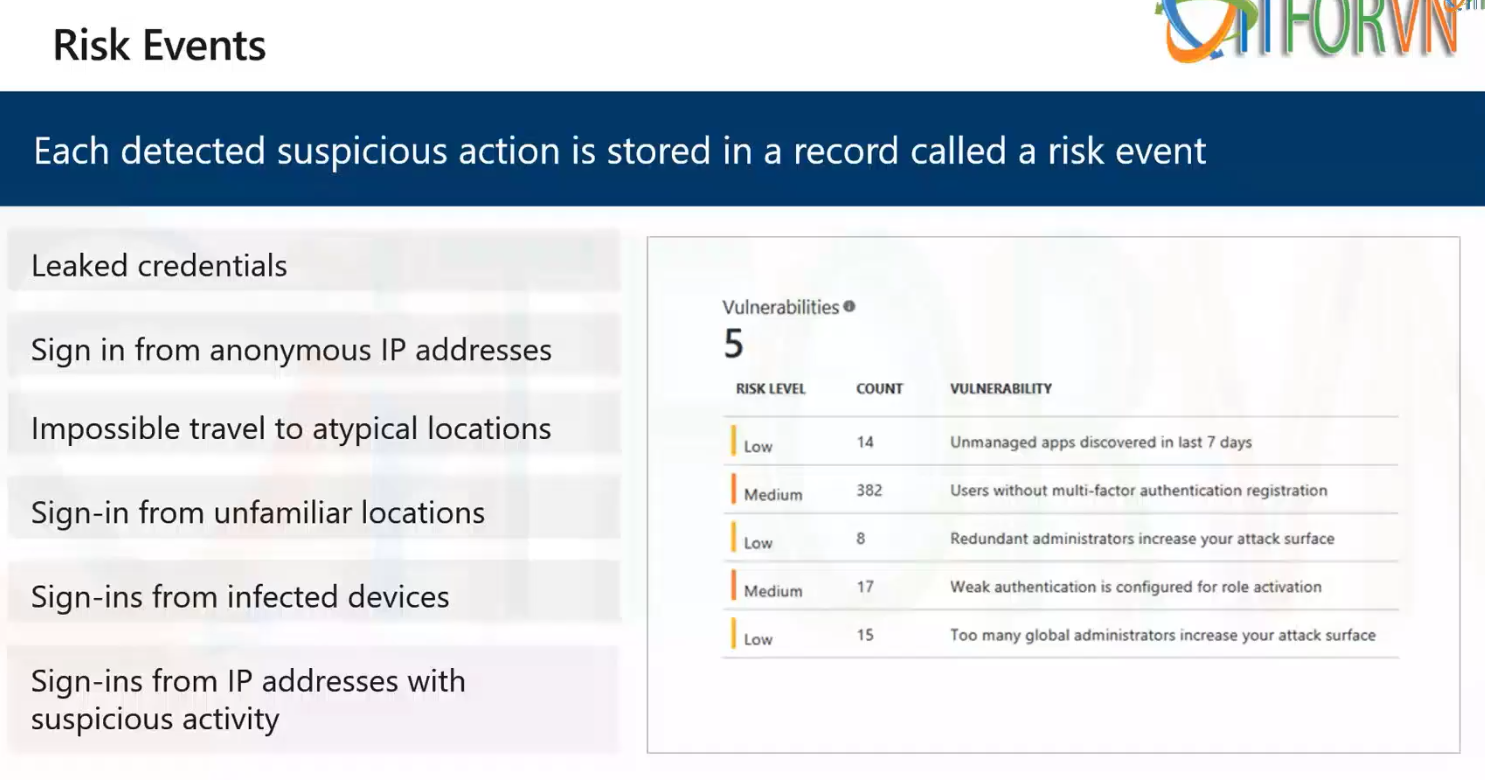 Risk Events
ITFORVN
Each detected suspicious action is stored in a record called a risk event
Leaked credentials
Sign in from anonymous IP addresses
Impossible travel to atypical locations
Sign-in from unfamiliar locations
Sign-ins from infected devices
Sign-ins from IP addresses with
suspicious activity
Vulnerabilities
5
RISK LEVEL COUNT VULNERABILITY
Low 14 Unmanaged apps discovered in last 7 days
Medium 382 Users without multi-factor authentication registration
Low 8 Redundant administrators increase your attack surface
Medium 17 Weak authentication is configured for role activation
Low 15 Too many global administrators increase your attack surface